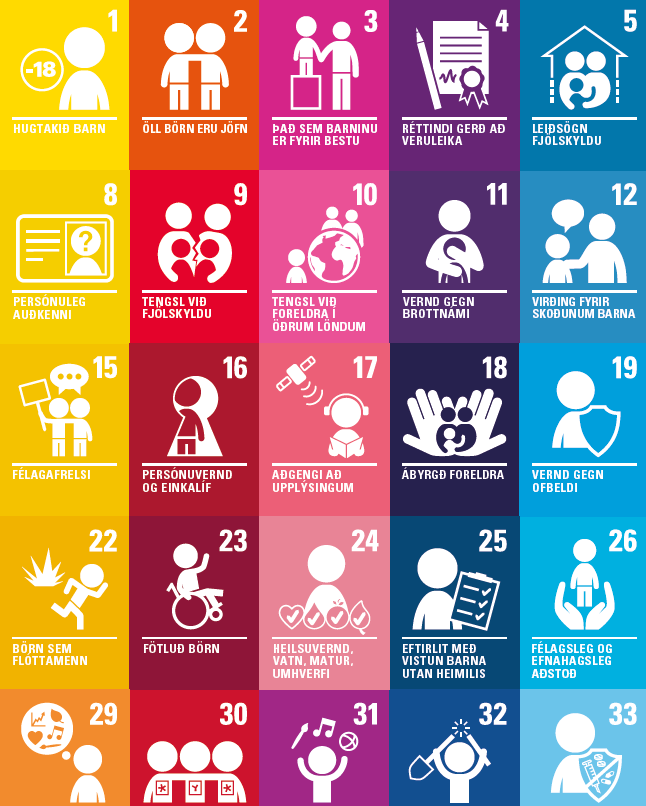 1
-18
HUGTAKIÐ BARN
2
ÖLL BÖRN ERU JÖFN
3
ÞAÐ SEM BARNINU
ER FYRIR BESTU
4
RÉTTINDI GERÐ AÐ
VERULEIKA
5
LEIÐSÖGN
FJÖLSKYLDU
8
?
PERSÓNULEG
AUÐKENNI
9
TENGSL VIÐ
FJÖLSKYLDU
10
TENGSL VIÐ
FORELDRA Í
ÖÐRUM LÖNDUM
11
VERND GEGN
BROTTNÁMI
12
VIRÐING FYRIR
SKOÐUNUM BARNA
15
FÉLAGAFRELSI
16
PERSÓNUVERND
OG EINKALÍF
17
AÐGENGI AÐ
UPPLÝSINGUM
18
ÁBYRGÐ FORELDRA
19
VERND GEGN
OFBELDI
22
BÖRN SEM
FLÓTTAMENN
23
FÖTLUÐ BÖRN
24
HEILSUVERND,
VATN, MATUR,
UMHVERFI
25
EFTIRLIT MEÐ
VISTUN BARNA
UTAN HEIMILIS
26
FÉLAGSLEG OG
EFNAHAGSLEG
AÐSTOÐ
29
30
31
32
33